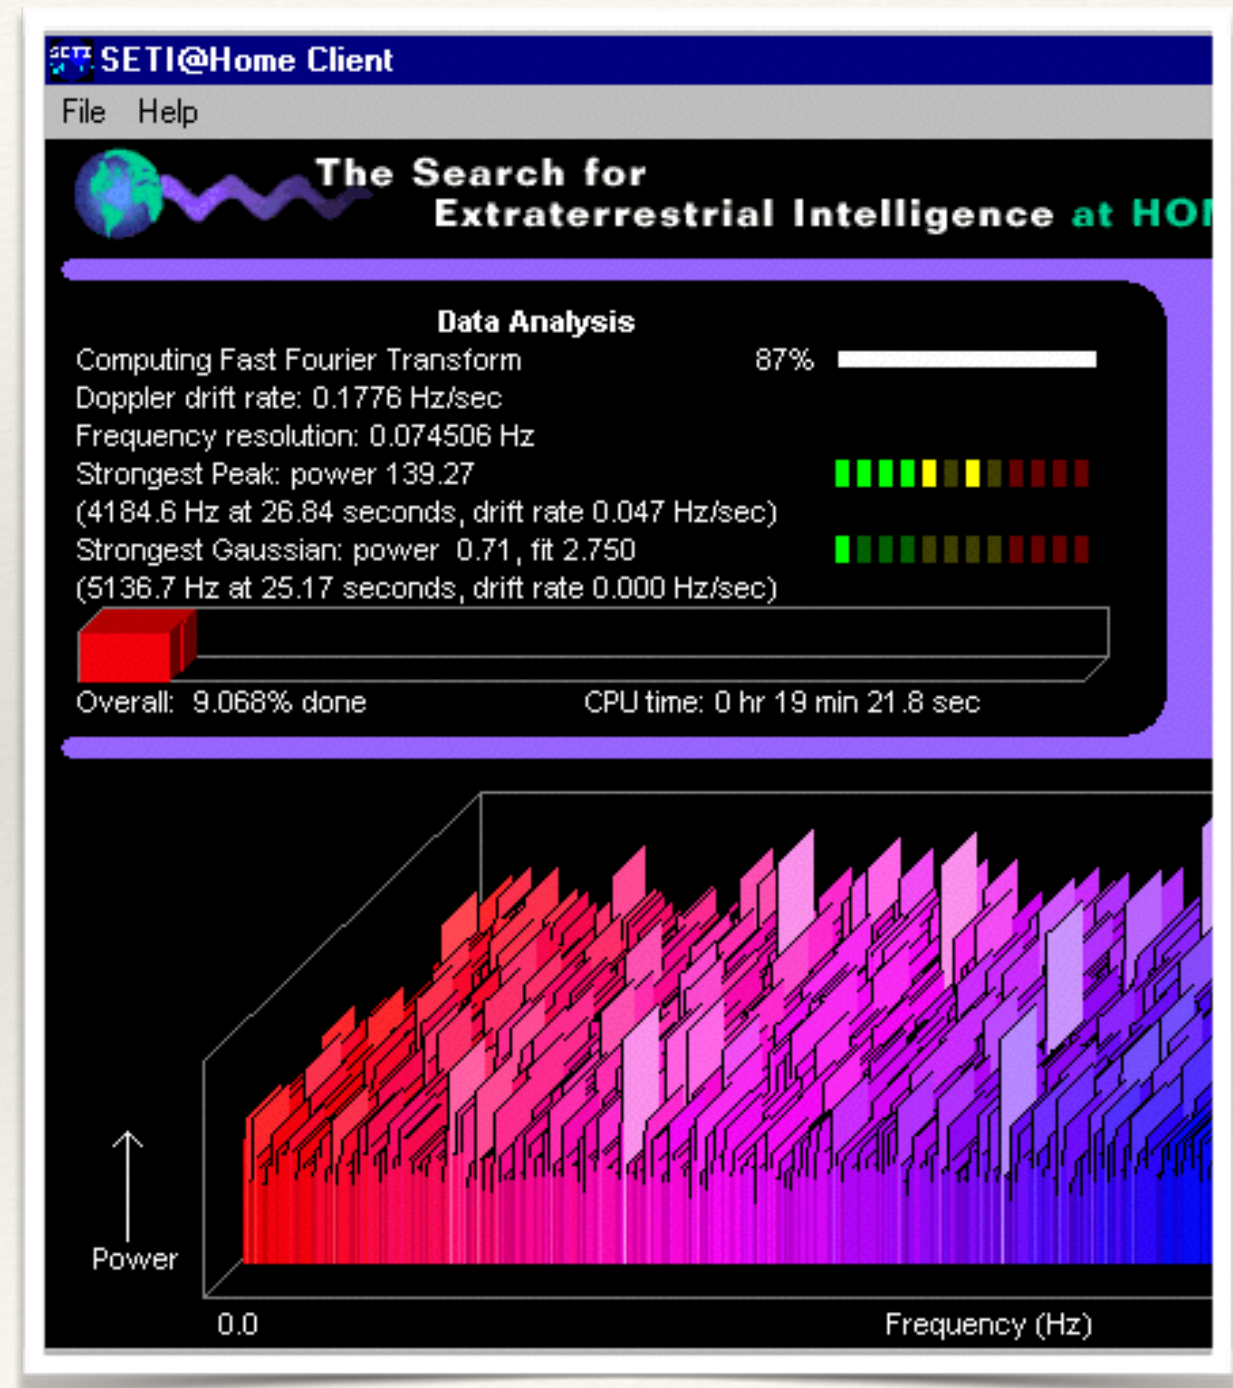 SETI
SETI@Home Client
File Help
The Search for
Extraterrestrial Intelligence at HOM
Data Analysis
Computing Fast Fourier Transform 87%
Doppler drift rate: 0.1776 Hz/sec
Frequency resolution: 0.074506 Hz
Strongest Peak: power 139.27
(4184.6 Hz at 26.84 seconds, drift rate 0.047 Hz/sec)
Strongest Gaussian: power 0.71, fit 2.750
(5136.7 Hz at 25.17 seconds, drift rate 0.000 Hz/sec)
Overall: 9.068% done CPU time: 0 hr 19 min 21.8 sec
Power
0.0 Frequency (Hz)